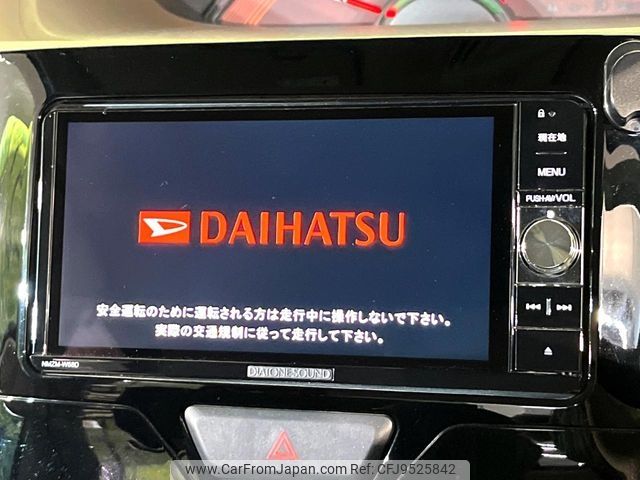 現在地
MENU
PUSH-AV VOL
DAIHATSU
安全運転のために運転される方は走行中に操作しないで下さい。
実際の交通規制に従って走行して下さい。
NMZM-W68D
DIATONE SOUND
www.carfromjapan.com Photo ID: CFJ9525842